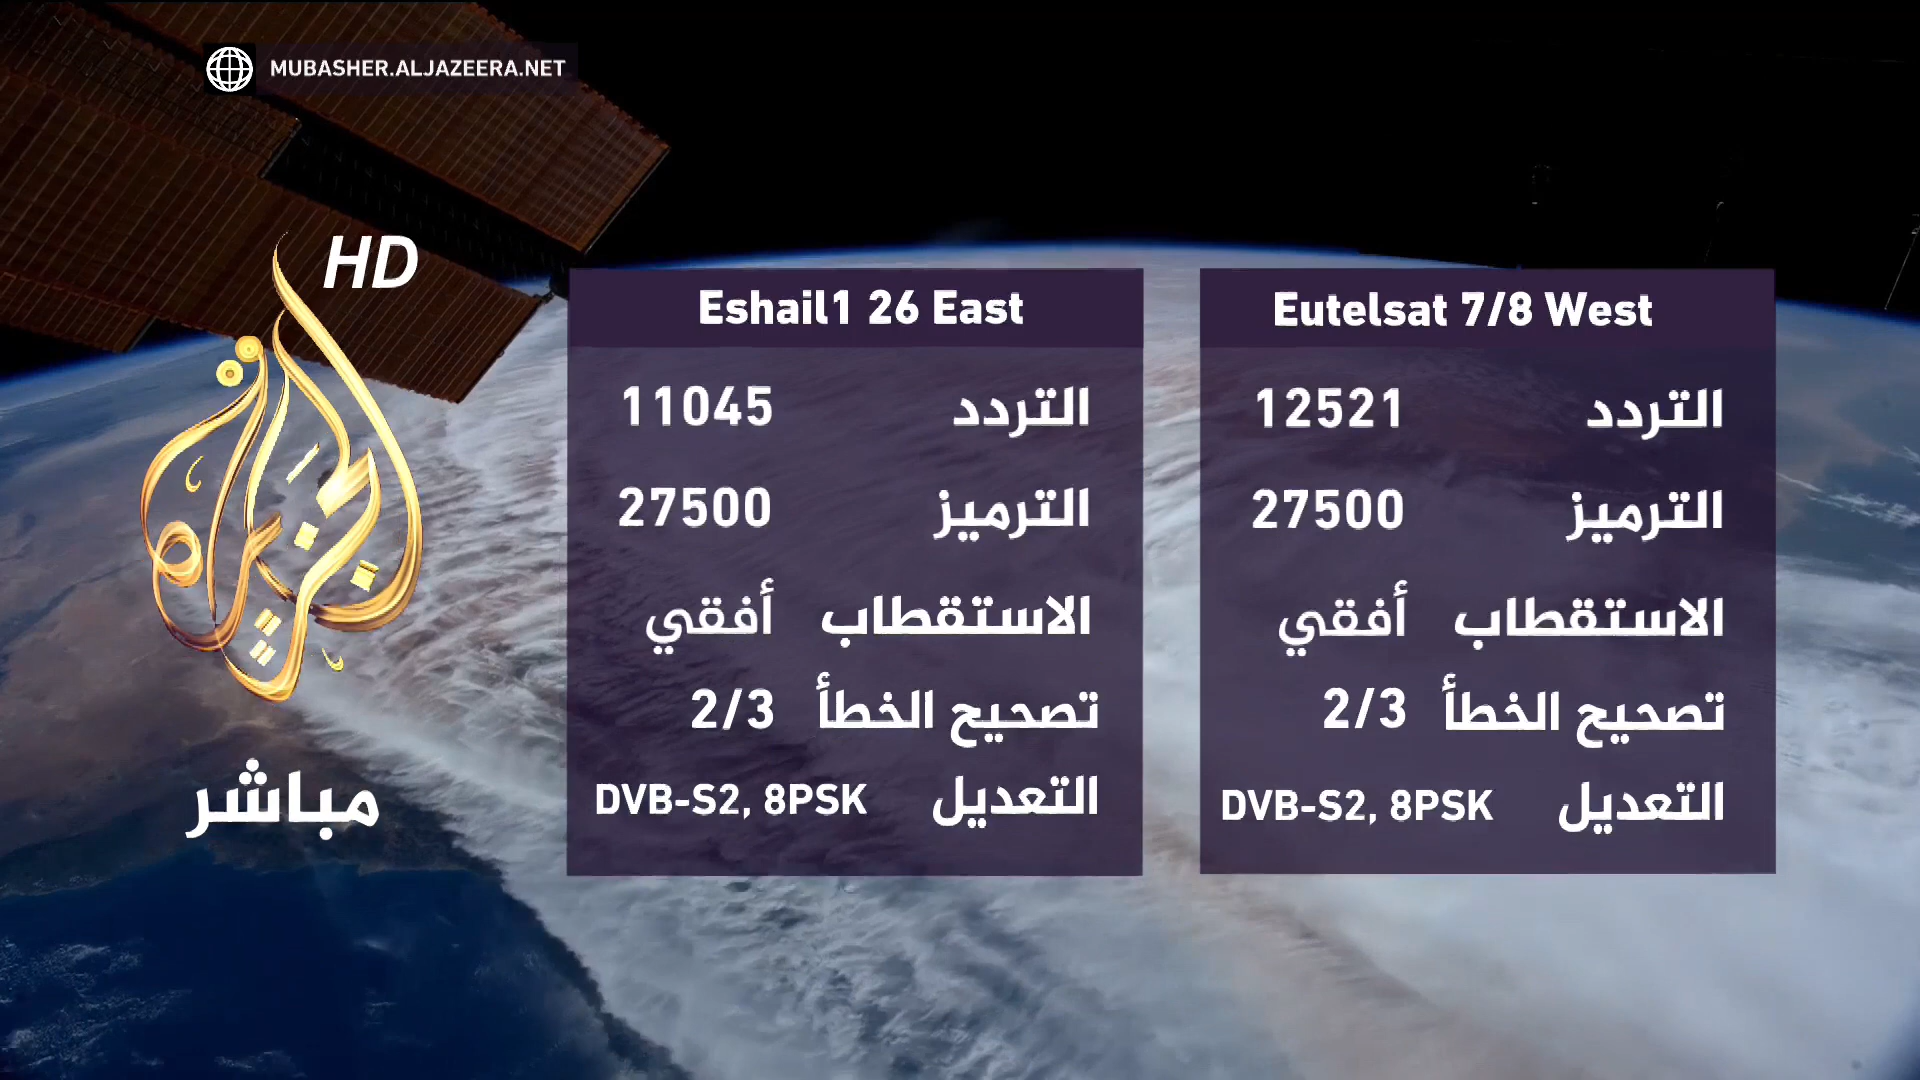 MUBASHER.ALJAZEERA.NET
HD
الجزيرة
مباشر
Eutelsat 7/8 West
التردد 12521
الترميز 27500
الاستقطاب أفقي
تصحيح الخطأ 2/3
التعديل DVB-S2, 8PSK
Eshail1 26 East
التردد 11045
الترميز 27500
الاستقطاب أفقي
تصحيح الخطأ 2/3
التعديل DVB-S2, 8PSK